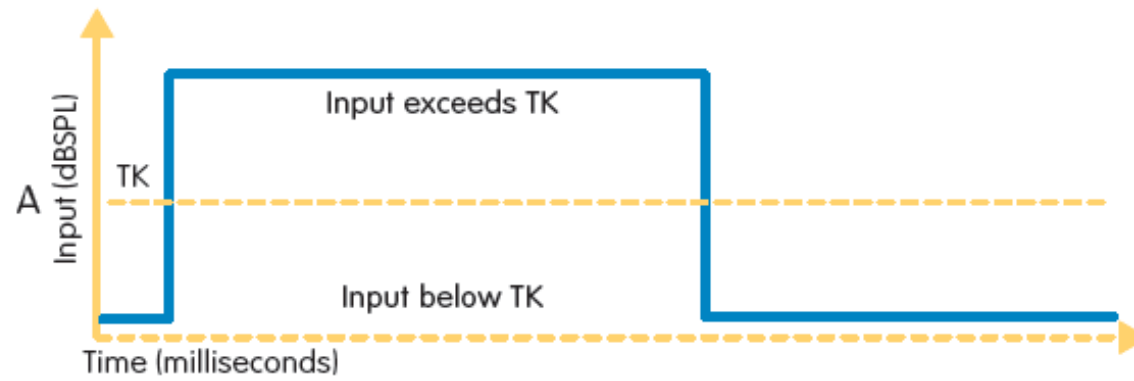 Input exceeds TK
TK
A
Input (dBSPL)
Input below TK
Time (milliseconds)